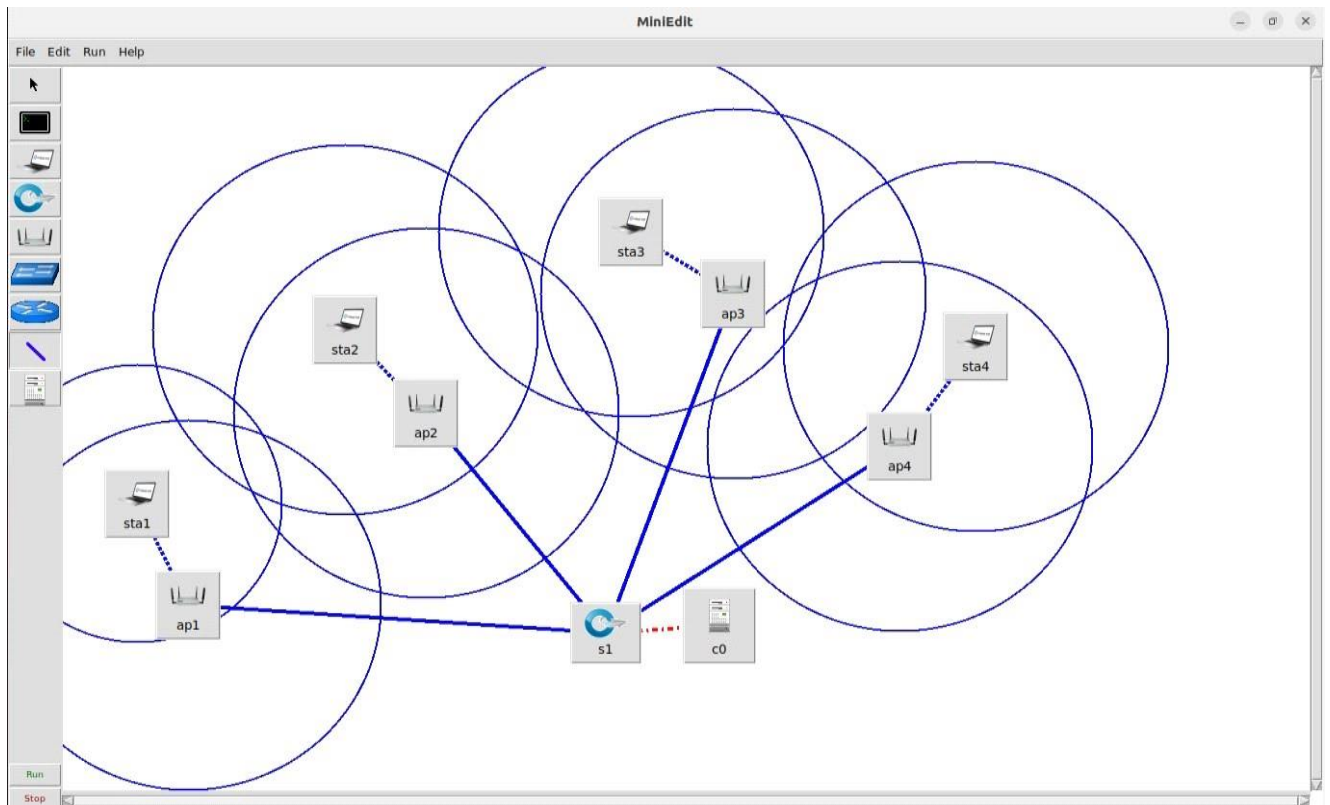 MiniEdit
File Edit Run Help
sta3
ap3
sta2
sta4
ap2
ap4
sta1
ap1
s1
c0
Run
Stop